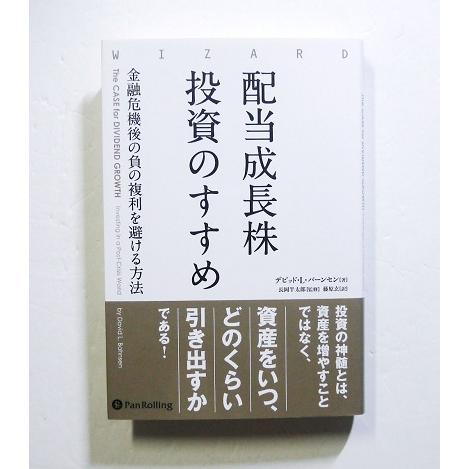 WIZARD
配当成長株
投資のすすめ
金融危機後の負の複利を避ける方法
The CASE for DIVIDEND GROWTH
Investing in a Post-Crisis World
by David L. Bahnsen
デビッド・L・バーンセン[著]
長岡半太郎[監修] 藤原玄[訳]
投資の神髄とは、
資産を増やすこと
ではなく、
資産をいつ、
どのくらい
引き出すか
である!
PanRolling